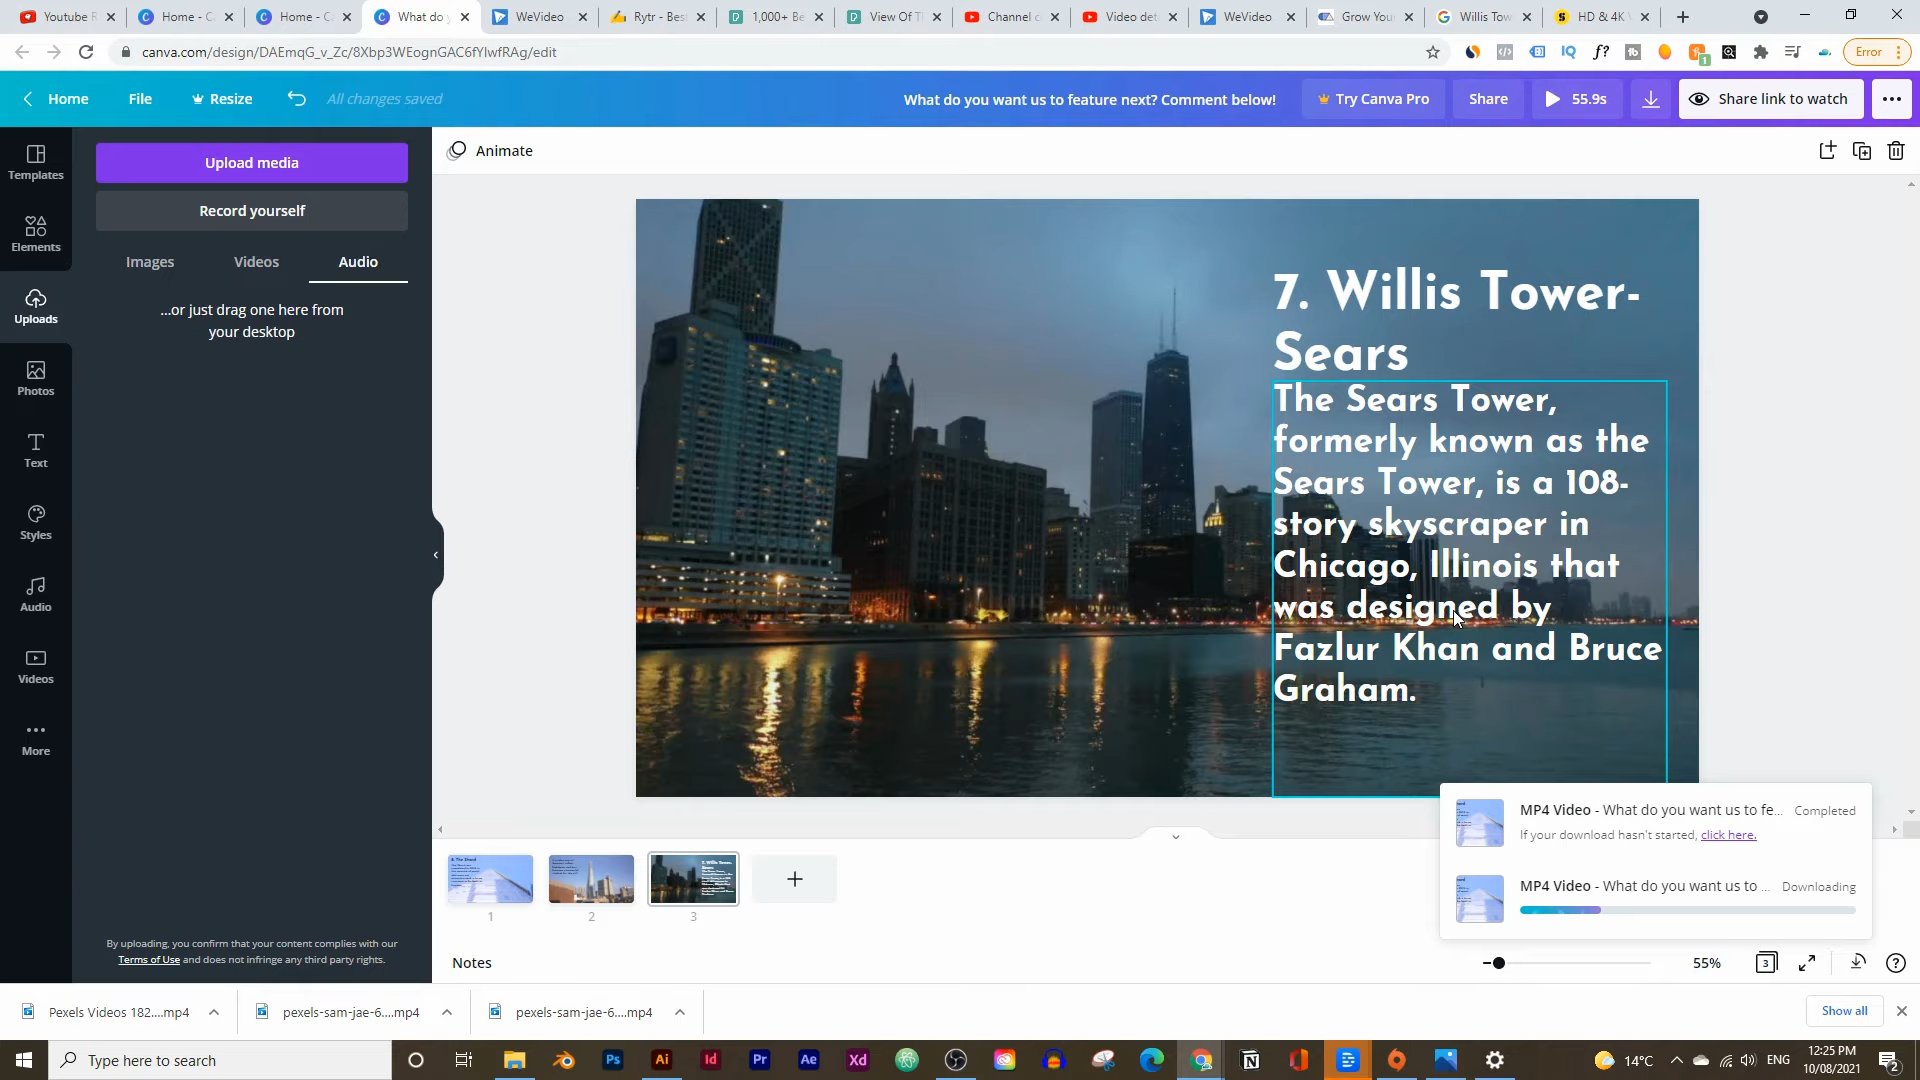 Youtube
Home - C
Home - C
What do
WeVideo
Rytr - Bes
1,000+ Be
View Of T
Channel c
Video det
WeVideo
Grow You
Willis Tow
HD & 4K
canva.com/design/DAEmqG_v_Zc/8Xbp3WEognGAC6fYlwfRAg/edit
Error
Home
File
Resize
All changes saved
What do you want us to feature next? Comment below!
Try Canva Pro
Share
55.9s
Share link to watch
Templates
Elements
Uploads
Photos
Text
Styles
Audio
Videos
More
Upload media
Record yourself
Images
Videos
Audio
...or just drag one here from
your desktop
By uploading, you confirm that your content complies with our
Terms of Use and does not infringe any third party rights.
Animate
7. Willis Tower-
Sears
The Sears Tower,
formerly known as the
Sears Tower, is a 108-
story skyscraper in
Chicago, Illinois that
was designed by
Fazlur Khan and Bruce
Graham.
MP4 Video - What do you want us to fe...
Completed
If your download hasn't started, click here.
MP4 Video - What do you want us to ...
Downloading
1
2
3
Notes
55%
3
Pexels Videos 182....mp4
pexels-sam-jae-6....mp4
pexels-sam-jae-6....mp4
Show all
Type here to search
Ps
Ai
Id
Pr
Ae
Xd
14°C
ENG
12:25 PM
10/08/2021
2